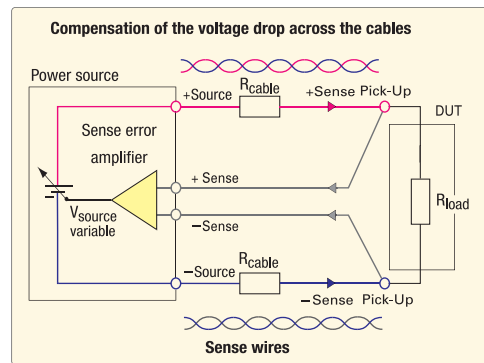 Compensation of the voltage drop across the cables
Power source
+Source
Rcable
+Sense Pick-Up
DUT
Sense error
amplifier
+ Sense
−Sense
Vsource
variable
Rload
−Source
Rcable
−Sense Pick-Up
Sense wires